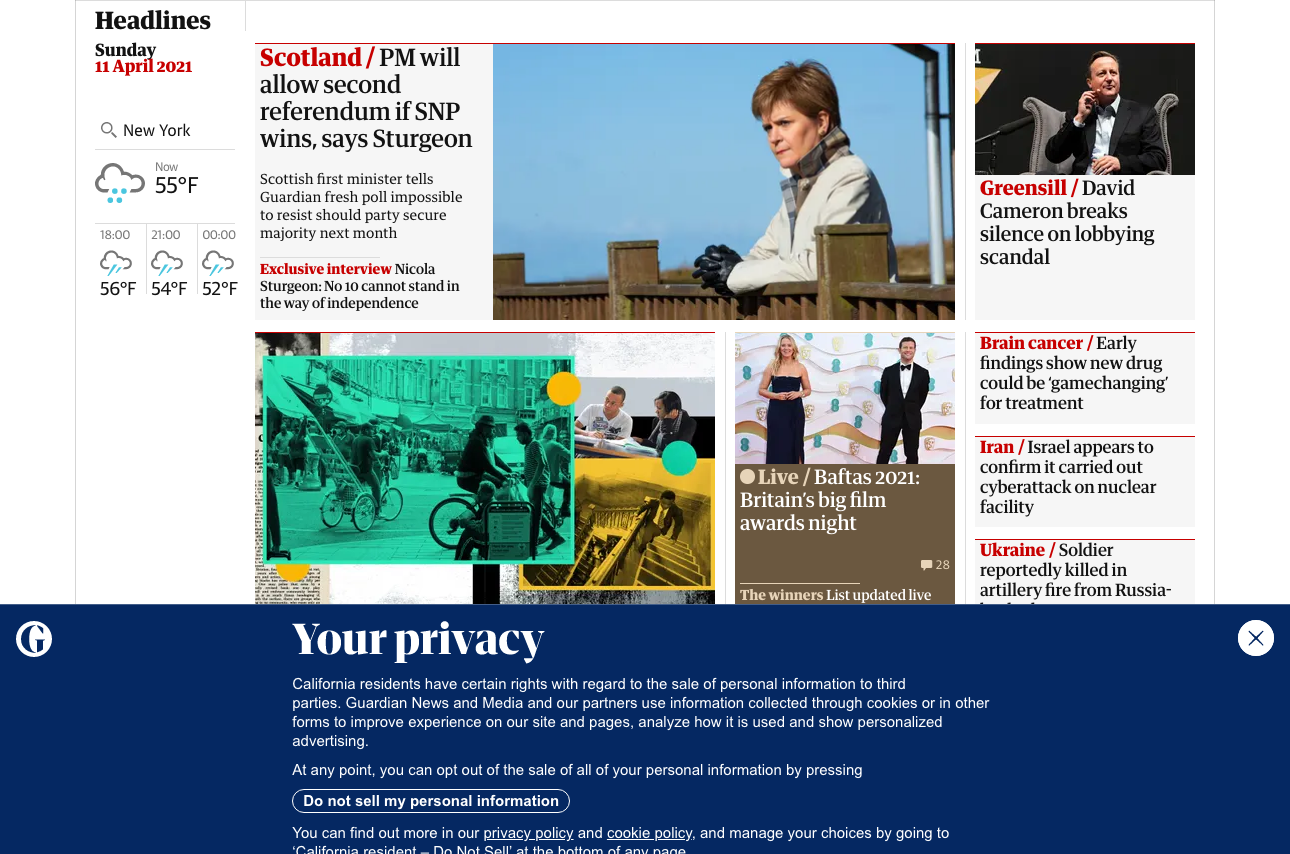 Headlines
Sunday
11 April 2021
New York
Now
55°F
18:00
21:00
00:00
56°F
54°F
52°F
Scotland / PM will
allow second
referendum if SNP
wins, says Sturgeon
Scottish first minister tells
Guardian fresh poll impossible
to resist should party secure
majority next month
Exclusive interview Nicola
Sturgeon: No 10 cannot stand in
the way of independence
Greensill / David
Cameron breaks
silence on lobbying
scandal
Live / Baftas 2021:
Britain's big film
awards night
28
The winners List updated live
Brain cancer / Early
findings show new drug
could be ‘gamechanging’
for treatment
Iran / Israel appears to
confirm it carried out
cyberattack on nuclear
facility
Ukraine / Soldier
reportedly killed in
artillery fire from Russia-
Your privacy
California residents have certain rights with regard to the sale of personal information to third
parties. Guardian News and Media and our partners use information collected through cookies or in other
forms to improve experience on our site and pages, analyze how it is used and show personalized
advertising.
At any point, you can opt out of the sale of all of your personal information by pressing
Do not sell my personal information
You can find out more in our privacy policy and cookie policy, and manage your choices by going to
‘California resident – Do Not Sell’ at the bottom of any page.